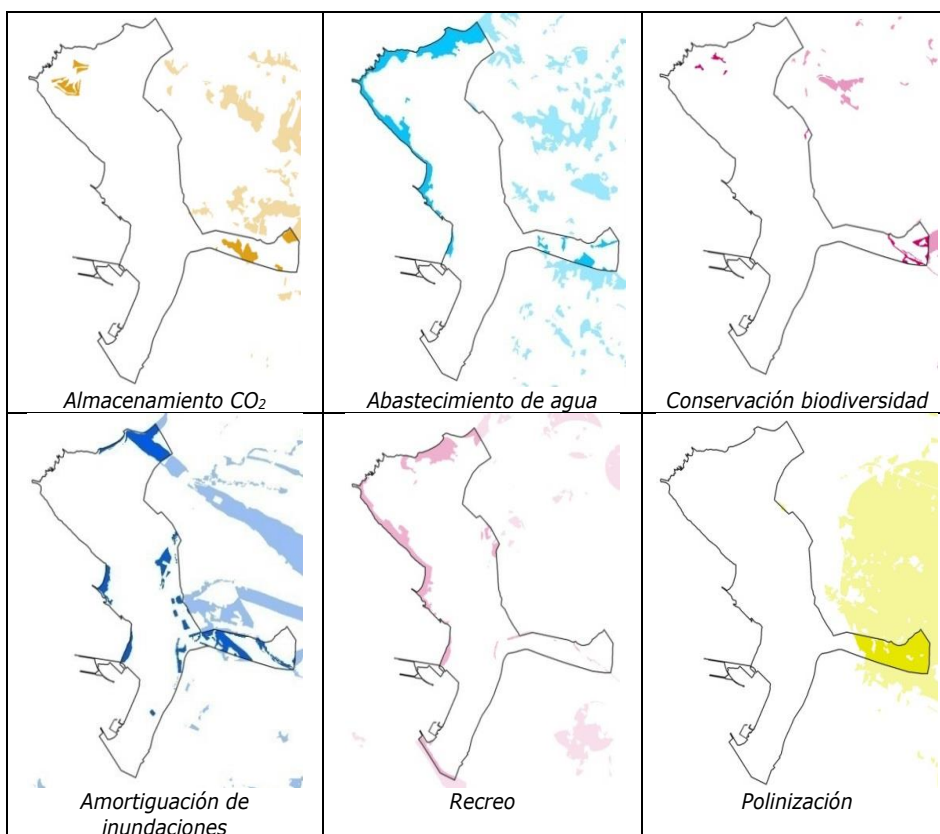 Almacenamiento CO₂
Abastecimiento de agua
Conservación biodiversidad
Amortiguación de
inundaciones
Recreo
Polinización